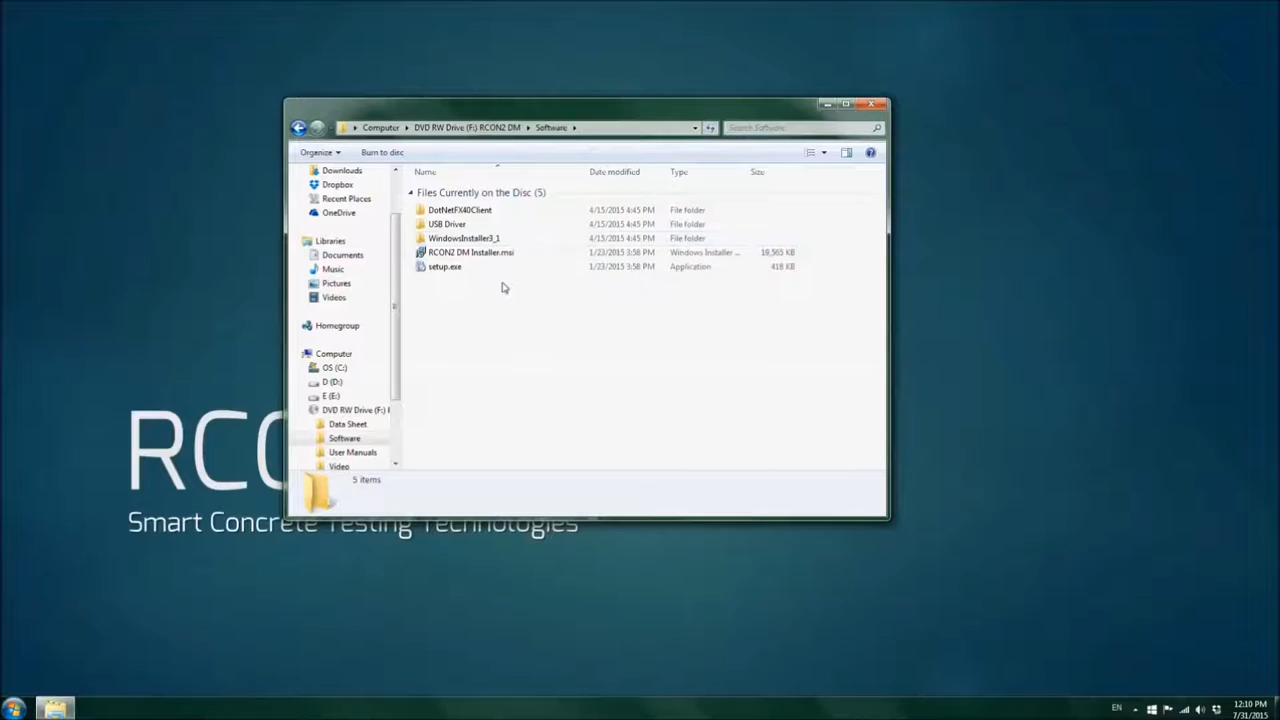 Computer ▸ DVD RW Drive (F:) RCON2 DM ▸ Software ▸ Search Software
Organize Burn to disc
Name Date modified Type Size
Files Currently on the Disc (5)
DotNetFX40Client 4/15/2015 4:45 PM File folder
USB Driver 4/15/2015 4:45 PM File folder
WindowsInstaller3_1 4/15/2015 4:45 PM File folder
RCON2 DM Installer.msi 1/23/2015 3:58 PM Windows Installer ... 19,565 KB
setup.exe 1/23/2015 3:58 PM Application 418 KB
Downloads
Dropbox
Recent Places
OneDrive
Libraries
Documents
Music
Pictures
Videos
Homegroup
Computer
OS (C:)
D (D:)
E (E:)
DVD RW Drive (F:)
Data Sheet
Software
User Manuals
Video
5 items
RCO
Smart Concrete Testing Technologies
EN
12:10 PM
7/31/2015